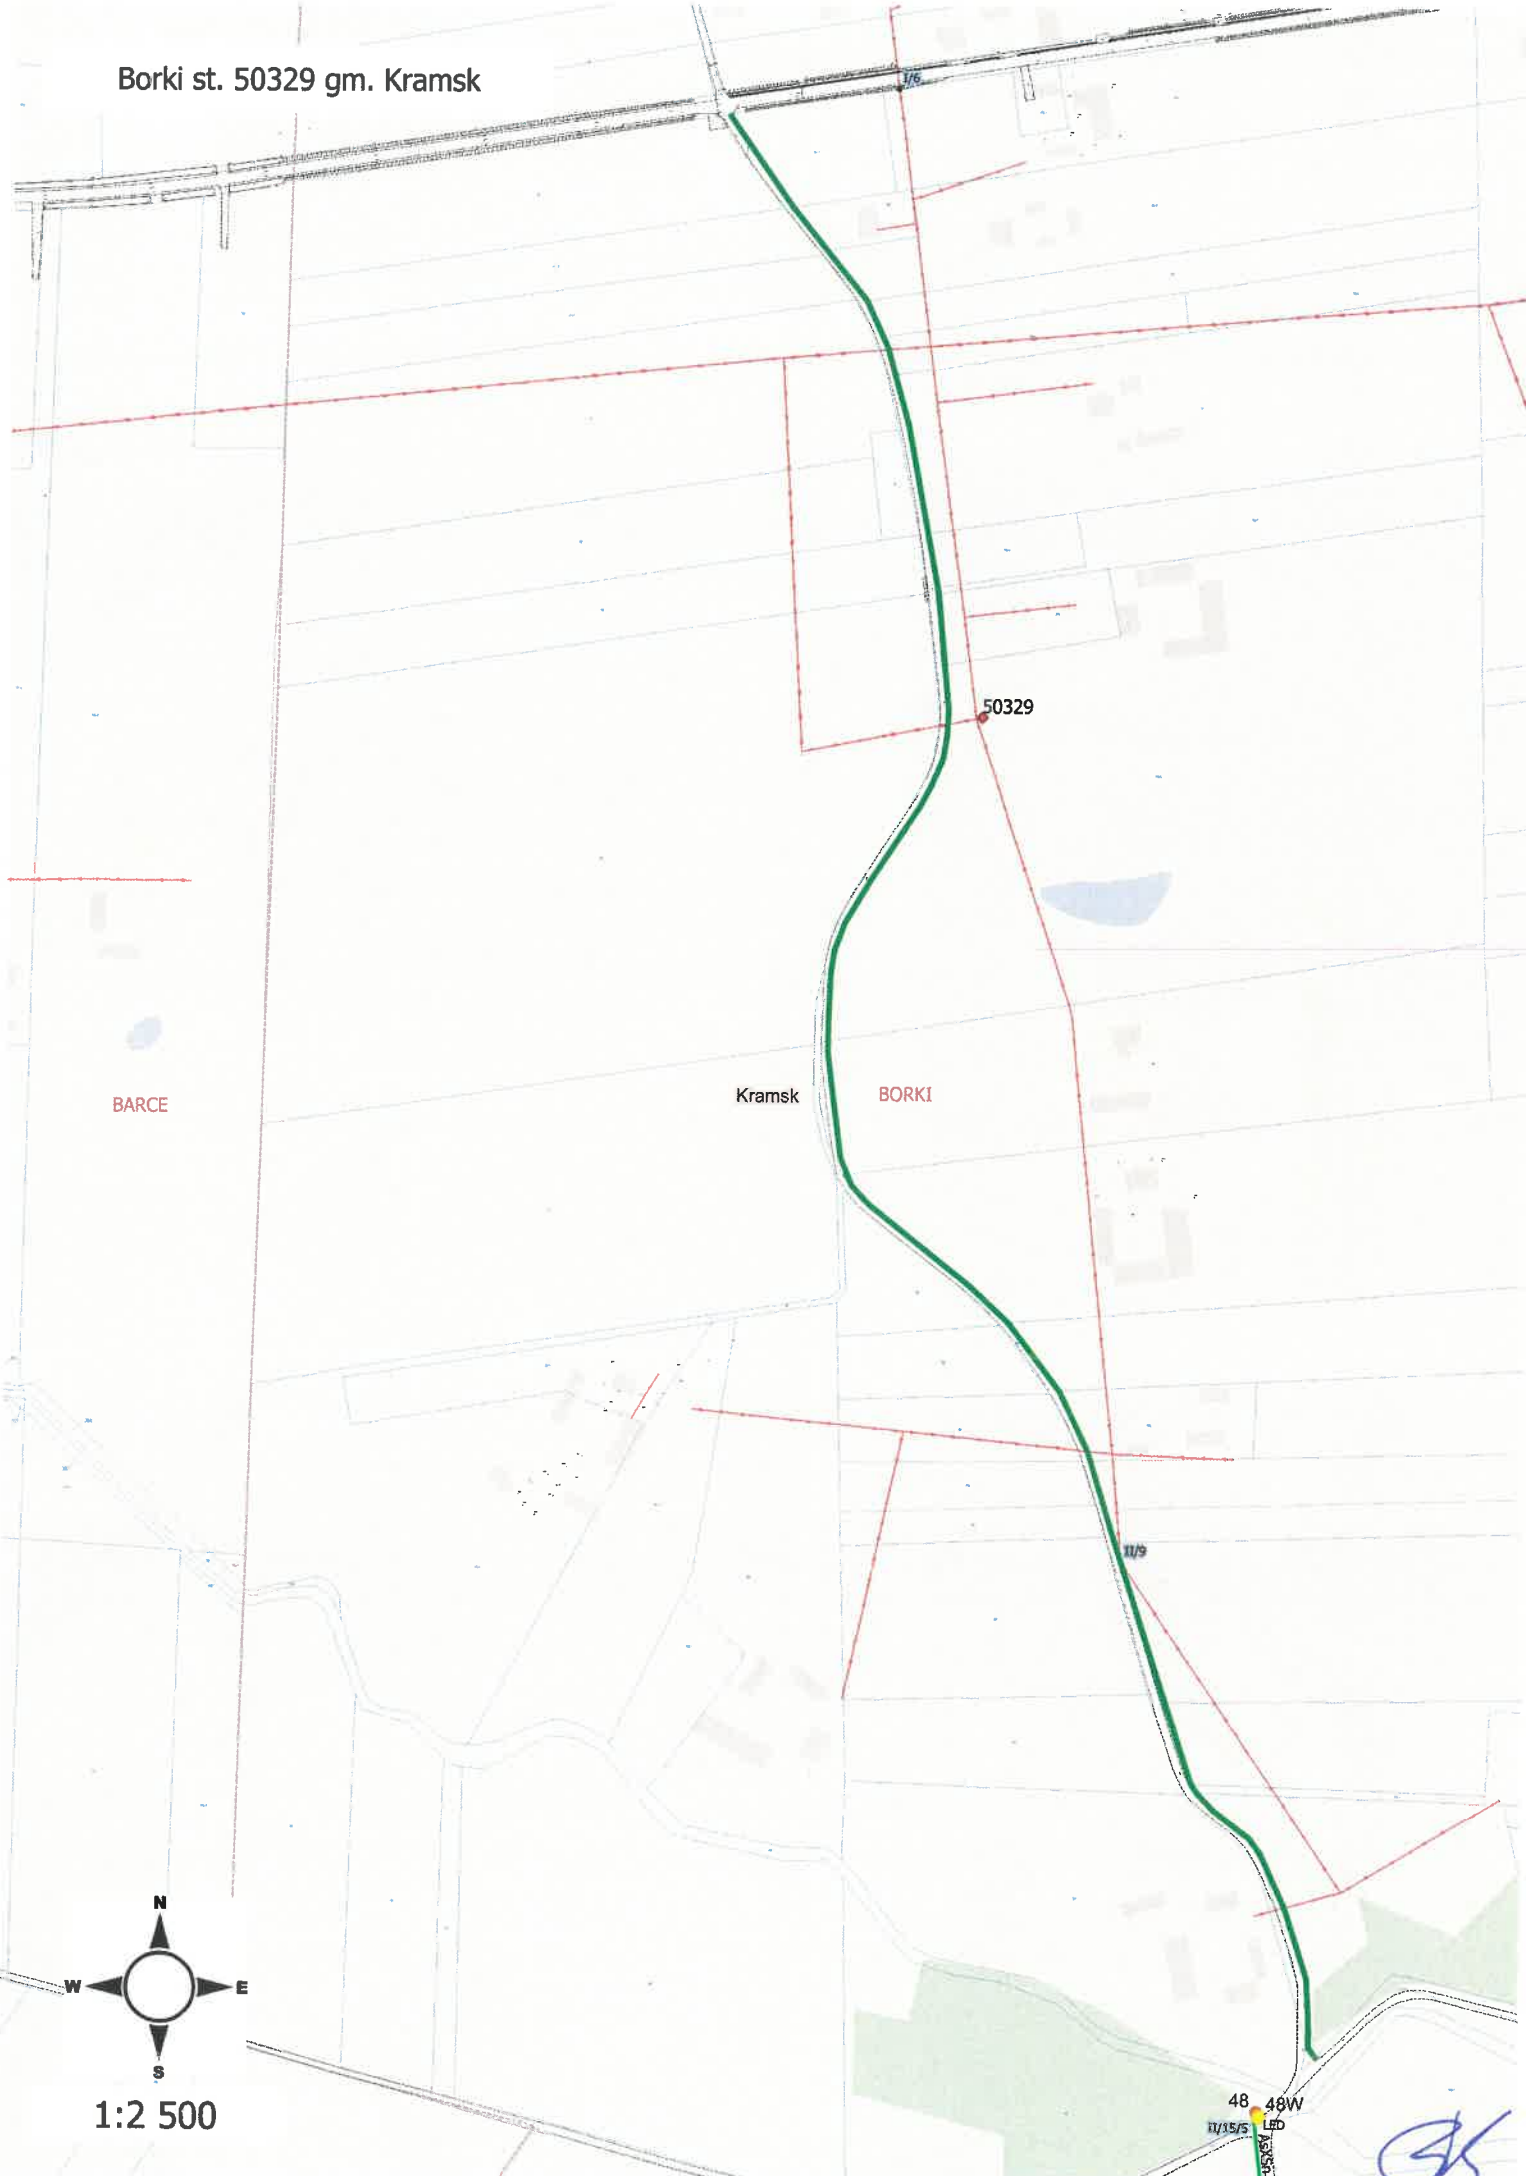 Borki st. 50329 gm. Kramsk
I/6
50329
BARCE
Kramsk
BORKI
II/9
N
W
E
S
1:2 500
48
48W
II/15/5
LED
AsXSn